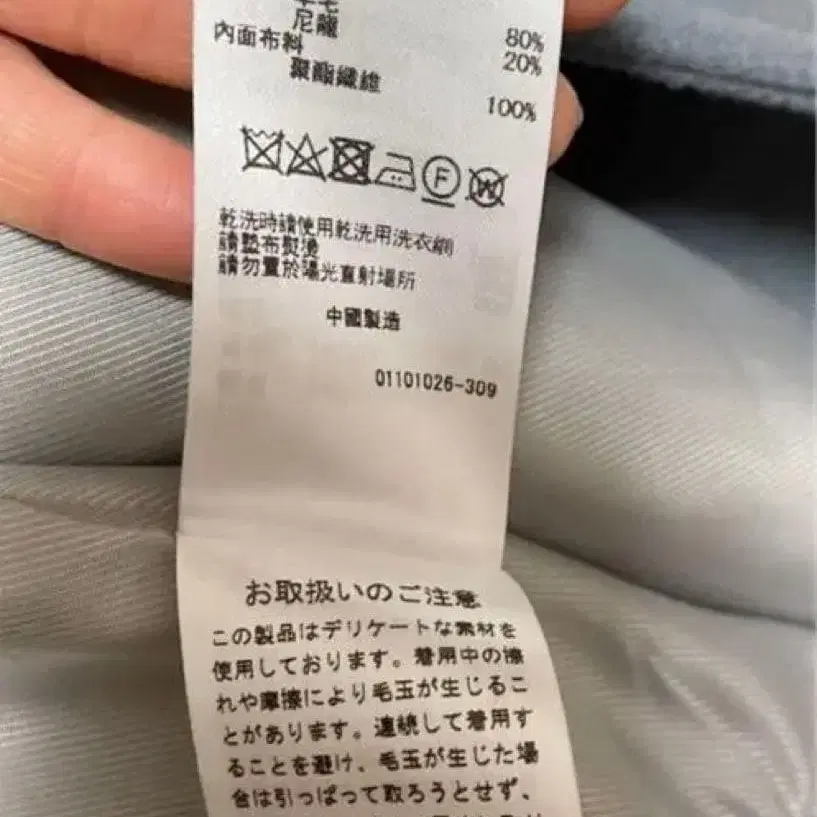 羊毛 80%
尼龍 20%
內面布料
聚酯纖維 100%
F W
乾洗時請使用乾洗用洗衣網
請墊布熨燙
請勿置於陽光直射場所
中國製造
01101026-309
お取扱いのご注意
この製品はデリケートな素材を
使用しております。着用中の擦
れや摩擦により毛玉が生じるこ
とがあります。連続して着用す
ることを避け、毛玉が生じた場
合は引っぱって取ろうとせず、